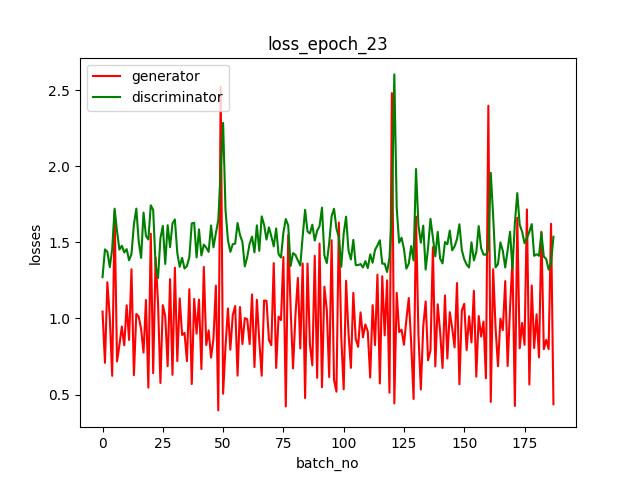 loss_epoch_23
generator
discriminator
losses
2.5
2.0
1.5
1.0
0.5
0 25 50 75 100 125 150 175
batch_no